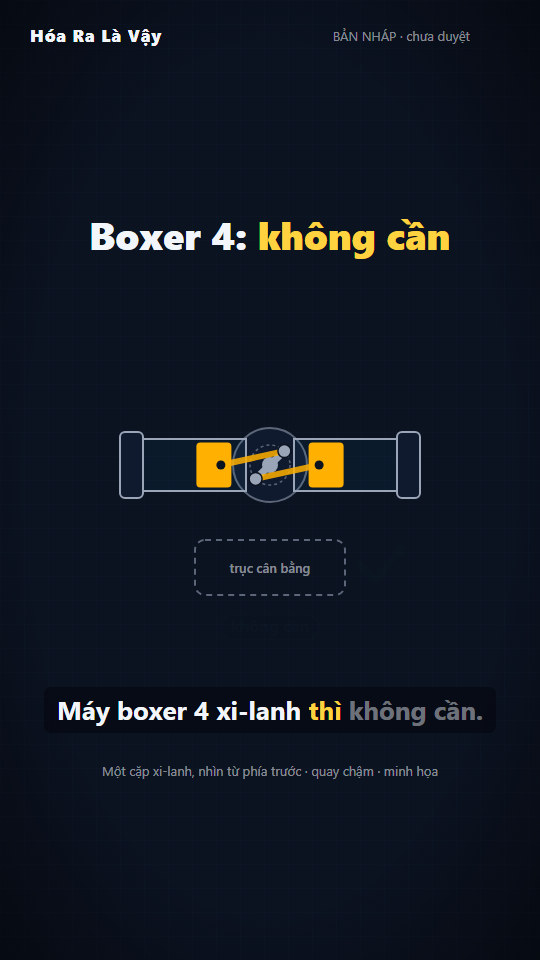 Hóa Ra Là Vậy
BẢN NHÁP · chưa duyệt
Boxer 4: không cần
trục cân bằng
Máy boxer 4 xi-lanh thì không cần.
Một cặp xi-lanh, nhìn từ phía trước · quay chậm · minh họa